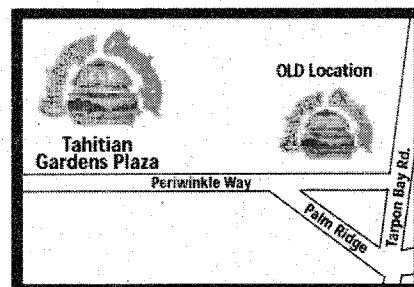 OLD Location
Tahitian
Gardens Plaza
Periwinkle Way
Palm Ridge
Tarpon Bay Rd.